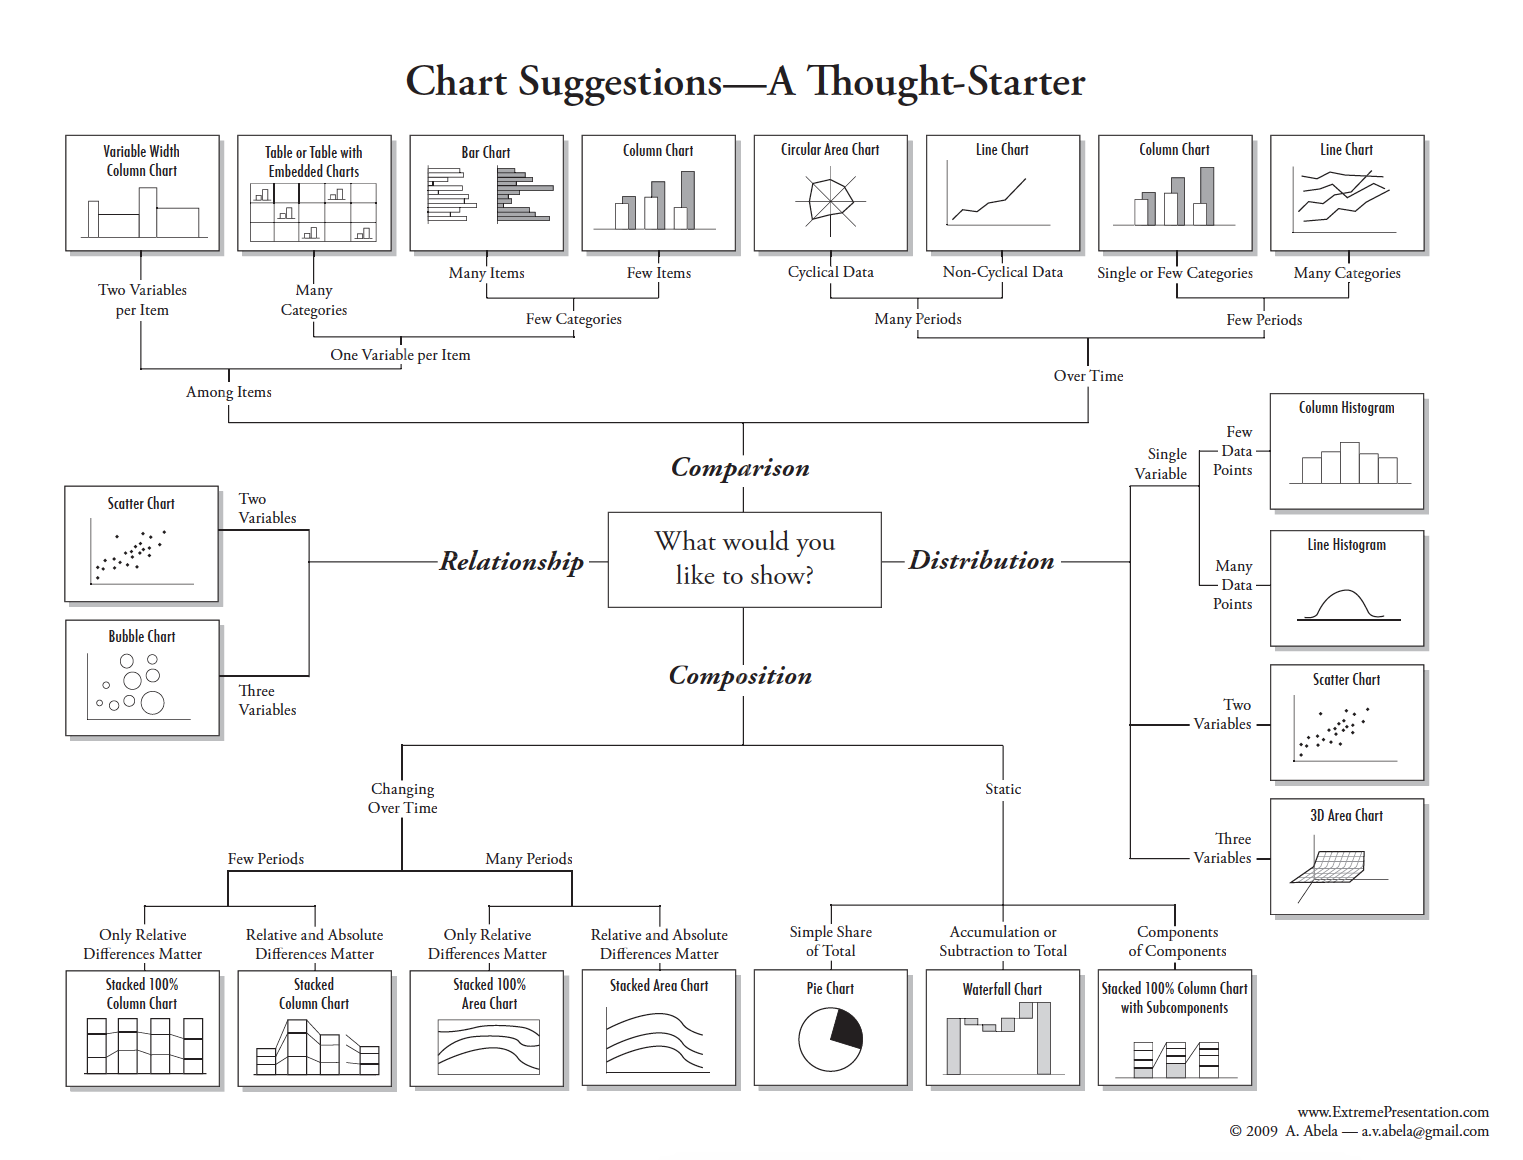 Chart Suggestions—A Thought-Starter
Variable Width
Column Chart
Table or Table with
Embedded Charts
Bar Chart
Column Chart
Circular Area Chart
Line Chart
Column Chart
Line Chart
Two Variables
per Item
Many
Categories
Many Items
Few Items
Cyclical Data
Non-Cyclical Data
Single or Few Categories
Many Categories
Few Categories
Many Periods
Few Periods
One Variable per Item
Among Items
Over Time
Comparison
What would you
like to show?
Relationship
Two
Variables
Scatter Chart
Three
Variables
Bubble Chart
Distribution
Single
Variable
Few
Data
Points
Column Histogram
Many
Data
Points
Line Histogram
Two
Variables
Scatter Chart
Three
Variables
3D Area Chart
Composition
Changing
Over Time
Static
Few Periods
Many Periods
Only Relative
Differences Matter
Relative and Absolute
Differences Matter
Only Relative
Differences Matter
Relative and Absolute
Differences Matter
Simple Share
of Total
Accumulation or
Subtraction to Total
Components
of Components
Stacked 100%
Column Chart
Stacked
Column Chart
Stacked 100%
Area Chart
Stacked Area Chart
Pie Chart
Waterfall Chart
Stacked 100% Column Chart
with Subcomponents
www.ExtremePresentation.com
© 2009 A. Abela — a.v.abela@gmail.com